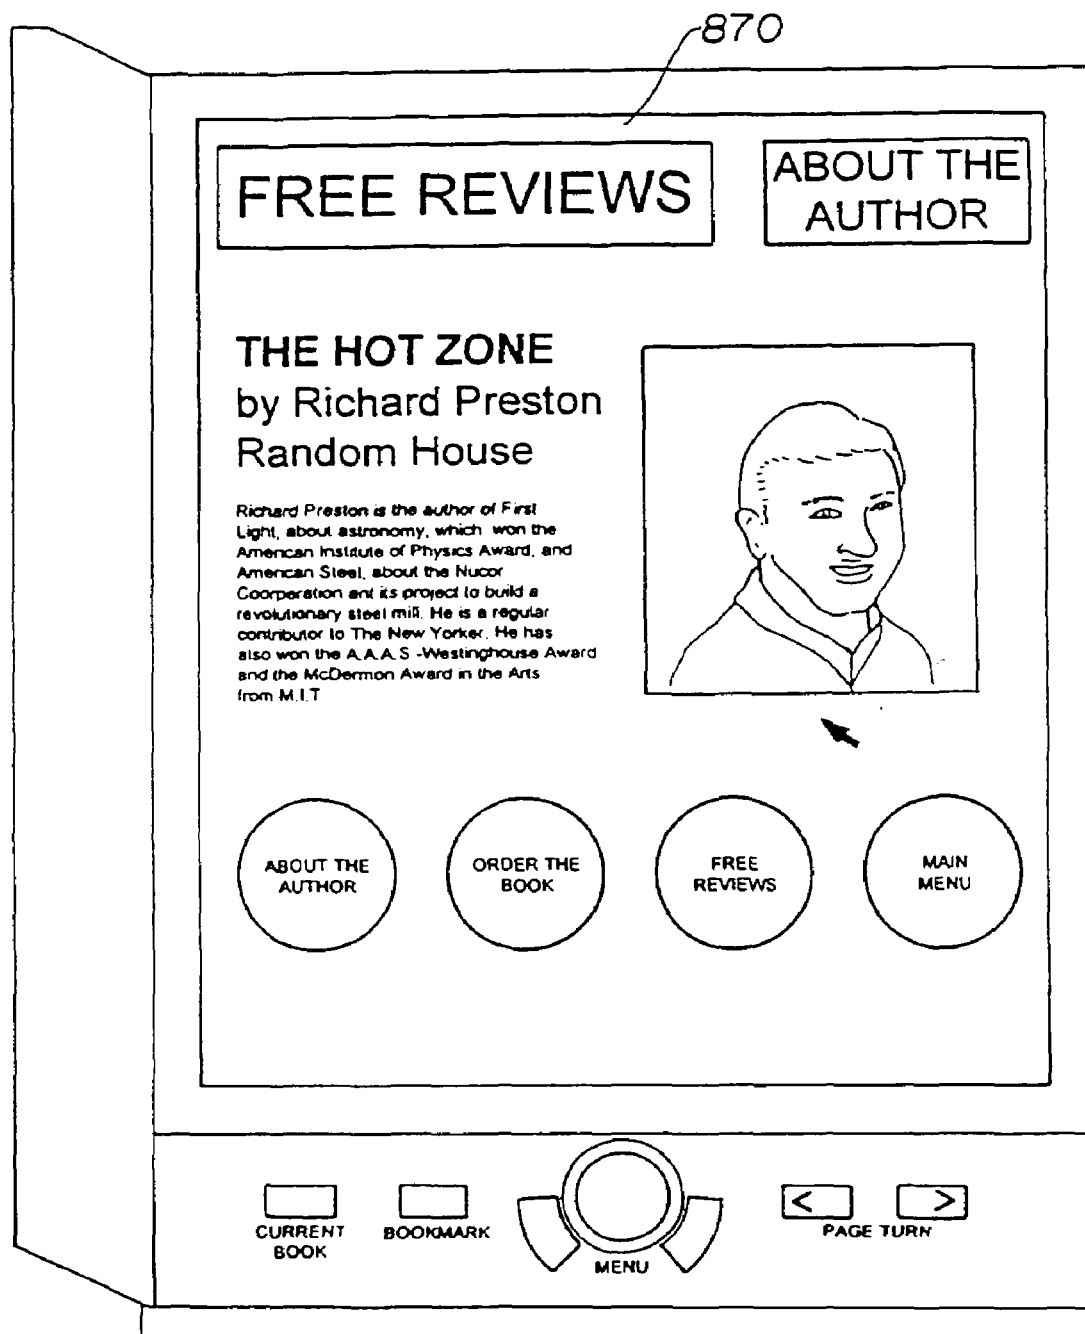 870
FREE REVIEWS
ABOUT THE
AUTHOR
THE HOT ZONE
by Richard Preston
Random House
Richard Preston is the author of First
Light, about astronomy, which won the
American Institute of Physics Award, and
American Steel, about the Nucor
Coorperation ant its project to build a
revolutionary steel mill. He is a regular
contributor to The New Yorker. He has
also won the A.A.A.S -Westinghouse Award
and the McDermon Award in the Arts
from M.I.T
ABOUT THE
AUTHOR
ORDER THE
BOOK
FREE
REVIEWS
MAIN
MENU
CURRENT
BOOK
BOOKMARK
MENU
< >
PAGE TURN